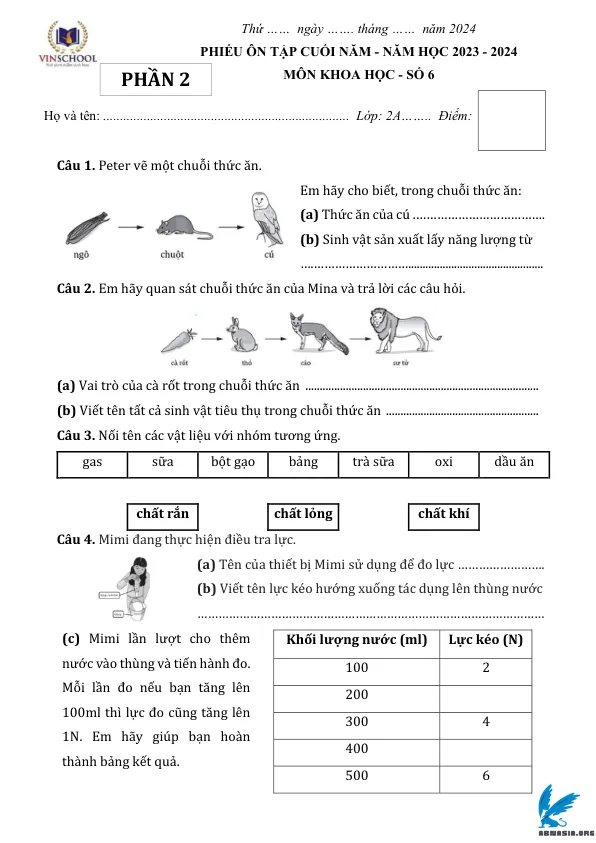 Thứ …… ngày ……. tháng …… năm 2024
VINSCHOOL
PHIẾU ÔN TẬP CUỐI NĂM - NĂM HỌC 2023 - 2024
PHẦN 2
MÔN KHOA HỌC - SỐ 6
Họ và tên: ………………………………………………………………. Lớp: 2A…….. Điểm:
Câu 1. Peter vẽ một chuỗi thức ăn.
Em hãy cho biết, trong chuỗi thức ăn:
(a) Thức ăn của cú ……………………………….
(b) Sinh vật sản xuất lấy năng lượng từ
…………………………................................................
ngô chuột cú
Câu 2. Em hãy quan sát chuỗi thức ăn của Mina và trả lời các câu hỏi.
cà rốt thỏ cáo sư tử
(a) Vai trò của cà rốt trong chuỗi thức ăn ................................................................................
(b) Viết tên tất cả sinh vật tiêu thụ trong chuỗi thức ăn .....................................................
Câu 3. Nối tên các vật liệu với nhóm tương ứng.
gas sữa bột gạo bảng trà sữa oxi dầu ăn
chất rắn chất lỏng chất khí
Câu 4. Mimi đang thực hiện điều tra lực.
(a) Tên của thiết bị Mimi sử dụng để đo lực …………………….
(b) Viết tên lực kéo hướng xuống tác dụng lên thùng nước
……………………………………………………………………………………
(c) Mimi lần lượt cho thêm
nước vào thùng và tiến hành đo.
Mỗi lần đo nếu bạn tăng lên
100ml thì lực đo cũng tăng lên
1N. Em hãy giúp bạn hoàn
thành bảng kết quả.
Khối lượng nước (ml) Lực kéo (N)
100 2
200
300 4
400
500 6
ABMASIA.ORG